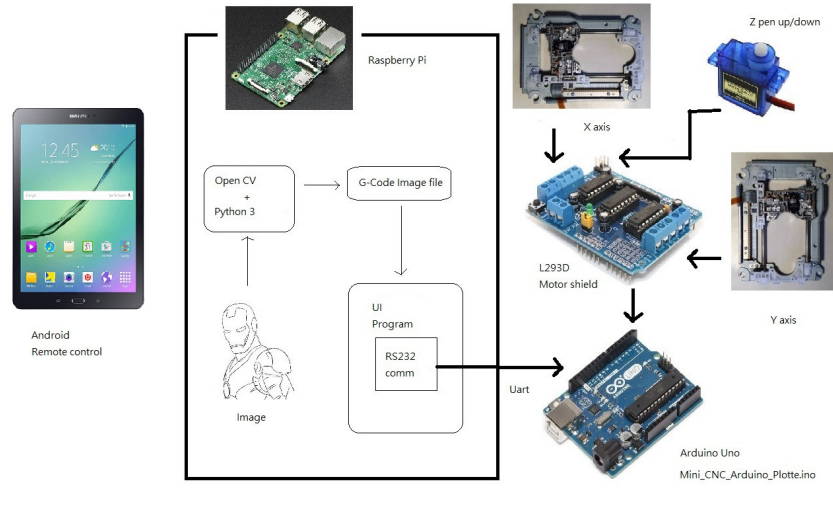 Raspberry Pi
Z pen up/down
X axis
SAMSUNG
12:45
Open CV
+
Python 3
G-Code Image file
L293D
Motor shield
UI
Program
RS232
comm
Y axis
Android
Remote control
Image
Uart
Arduino Uno
Mini_CNC_Arduino_Plotte.ino